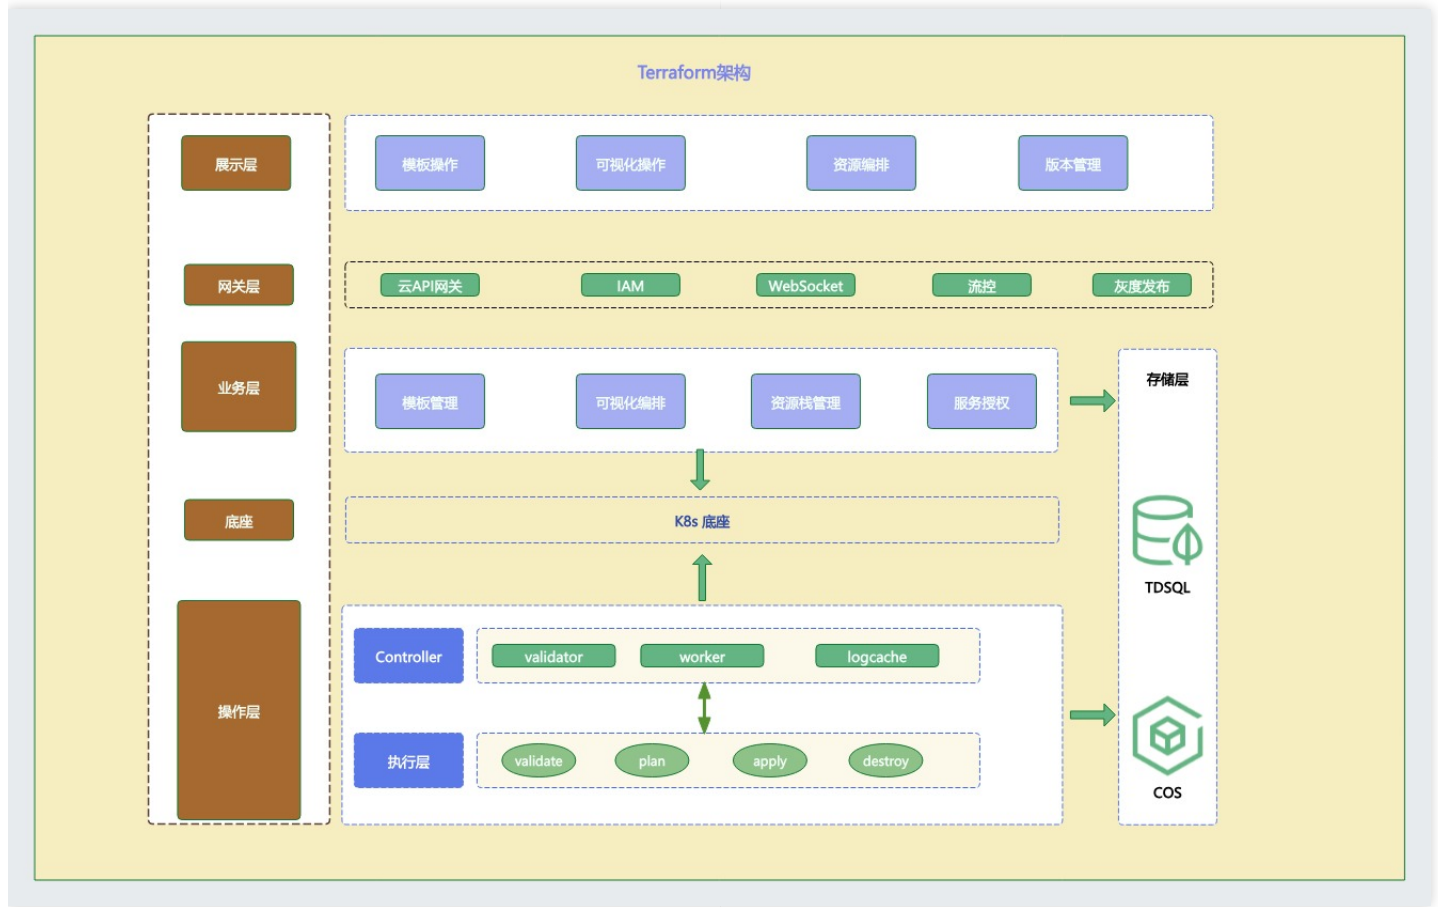 Terraform架构
展示层
模板操作
可视化操作
资源编排
版本管理
网关层
云API网关
IAM
WebSocket
流控
灰度发布
业务层
模板管理
可视化编排
资源栈管理
服务授权
存储层
底座
K8s 底座
TDSQL
操作层
Controller
validator
worker
logcache
执行层
validate
plan
apply
destroy
COS